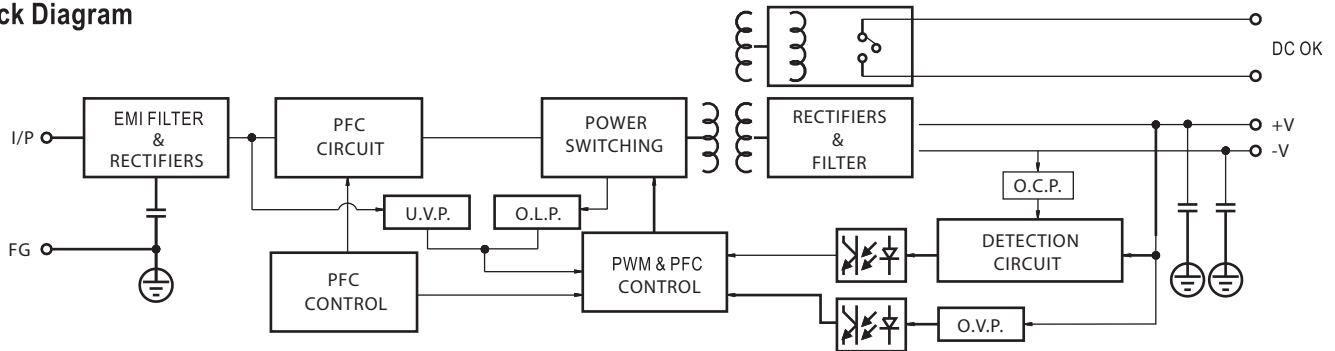 ck Diagram
DC OK
I/P
EMI FILTER
&
RECTIFIERS
PFC
CIRCUIT
POWER
SWITCHING
RECTIFIERS
&
FILTER
+V
-V
U.V.P.
O.L.P.
O.C.P.
FG
PFC
CONTROL
PWM & PFC
CONTROL
DETECTION
CIRCUIT
O.V.P.